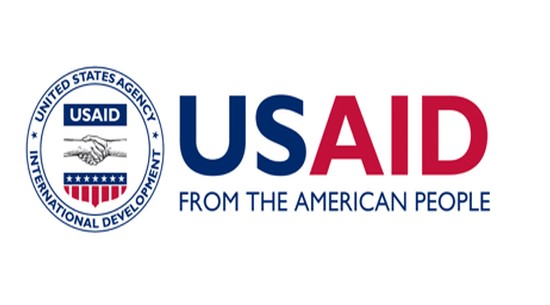 UNITED STATES AGENCY
USAID
INTERNATIONAL DEVELOPMENT
USAID
FROM THE AMERICAN PEOPLE